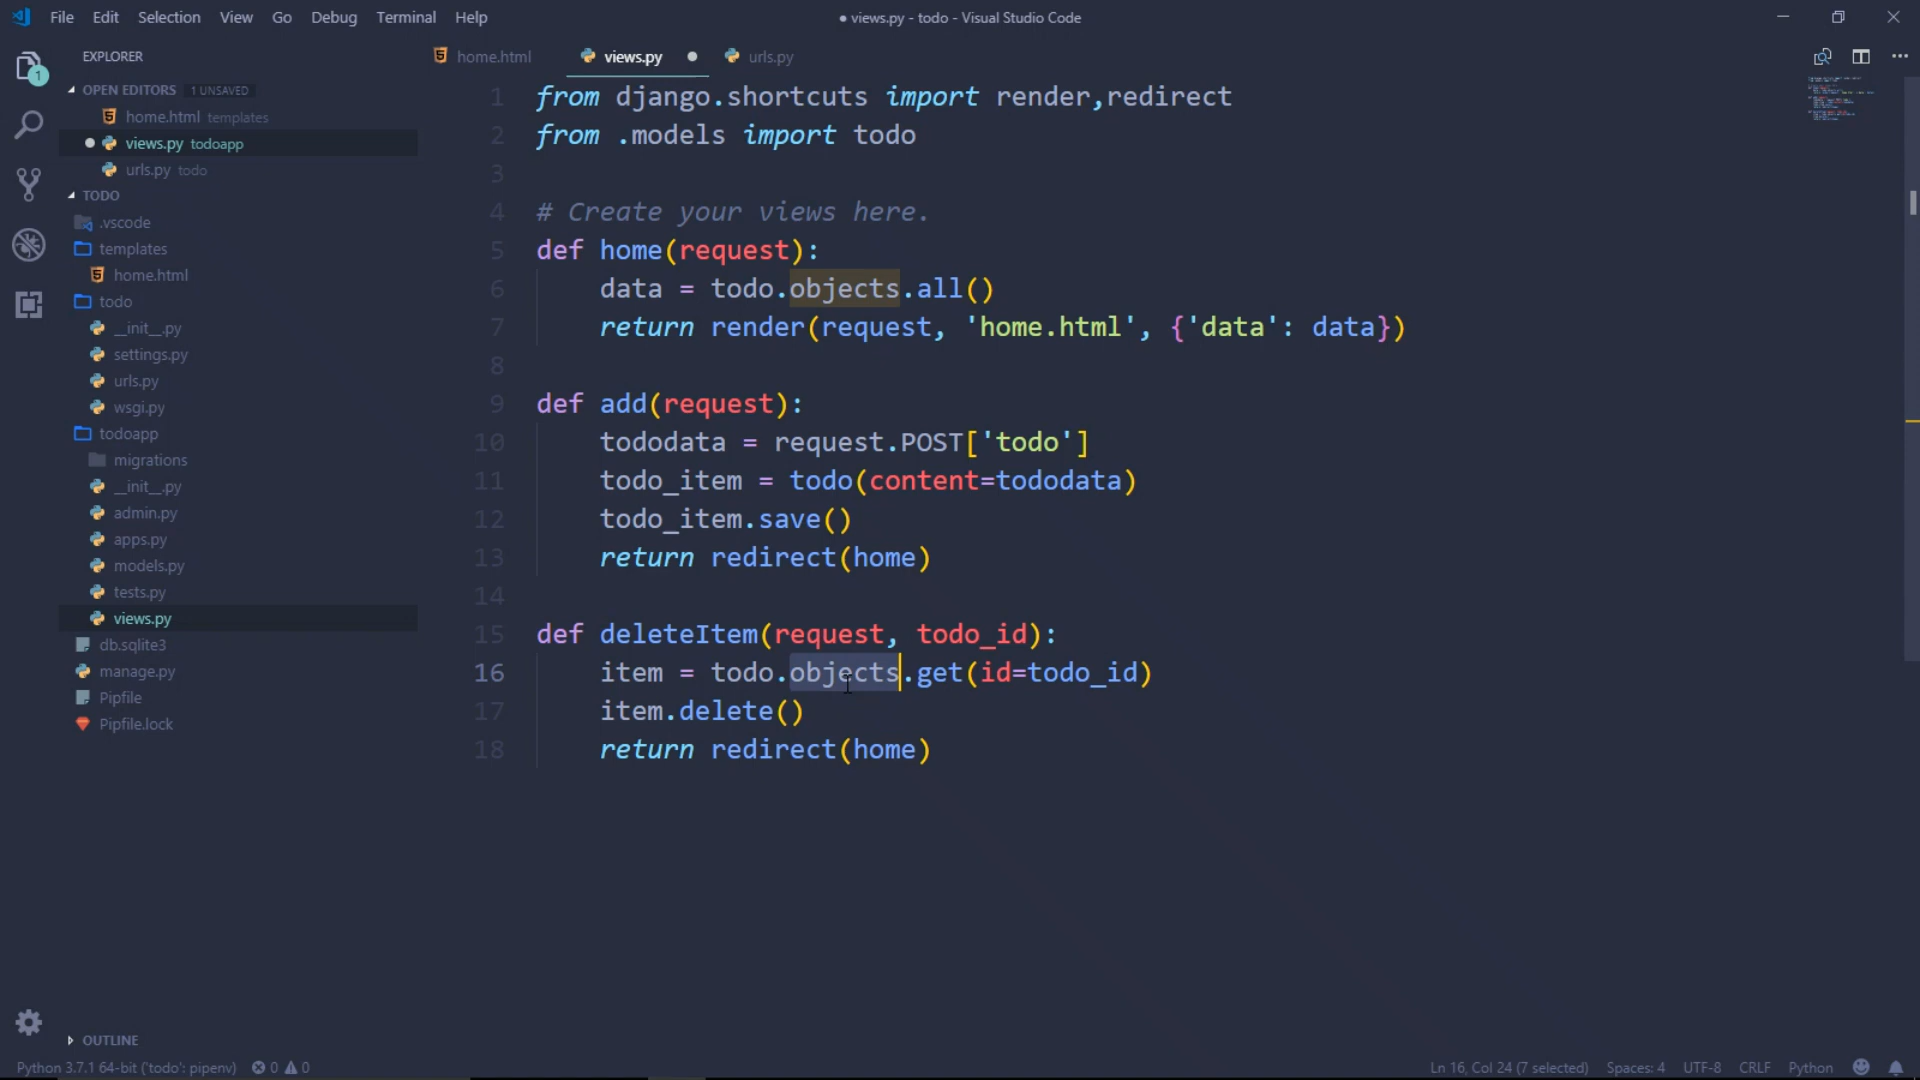 File Edit Selection View Go Debug Terminal Help
● views.py - todo - Visual Studio Code
EXPLORER
OPEN EDITORS 1 UNSAVED
home.html templates
views.py todoapp
urls.py todo
TODO
.vscode
templates
home.html
todo
__init__.py
settings.py
urls.py
wsgi.py
todoapp
migrations
__init__.py
admin.py
apps.py
models.py
tests.py
views.py
db.sqlite3
manage.py
Pipfile
Pipfile.lock
OUTLINE
1
home.html views.py ● urls.py
1 from django.shortcuts import render,redirect
2 from .models import todo
3
4 # Create your views here.
5 def home(request):
6 data = todo.objects.all()
7 return render(request, 'home.html', {'data': data})
8
9 def add(request):
10 tododata = request.POST['todo']
11 todo_item = todo(content=tododata)
12 todo_item.save()
13 return redirect(home)
14
15 def deleteItem(request, todo_id):
16 item = todo.objects.get(id=todo_id)
17 item.delete()
18 return redirect(home)
Python 3.7.1 64-bit ('todo': pipenv) 0 0 Ln 16, Col 24 (7 selected) Spaces: 4 UTF-8 CRLF Python